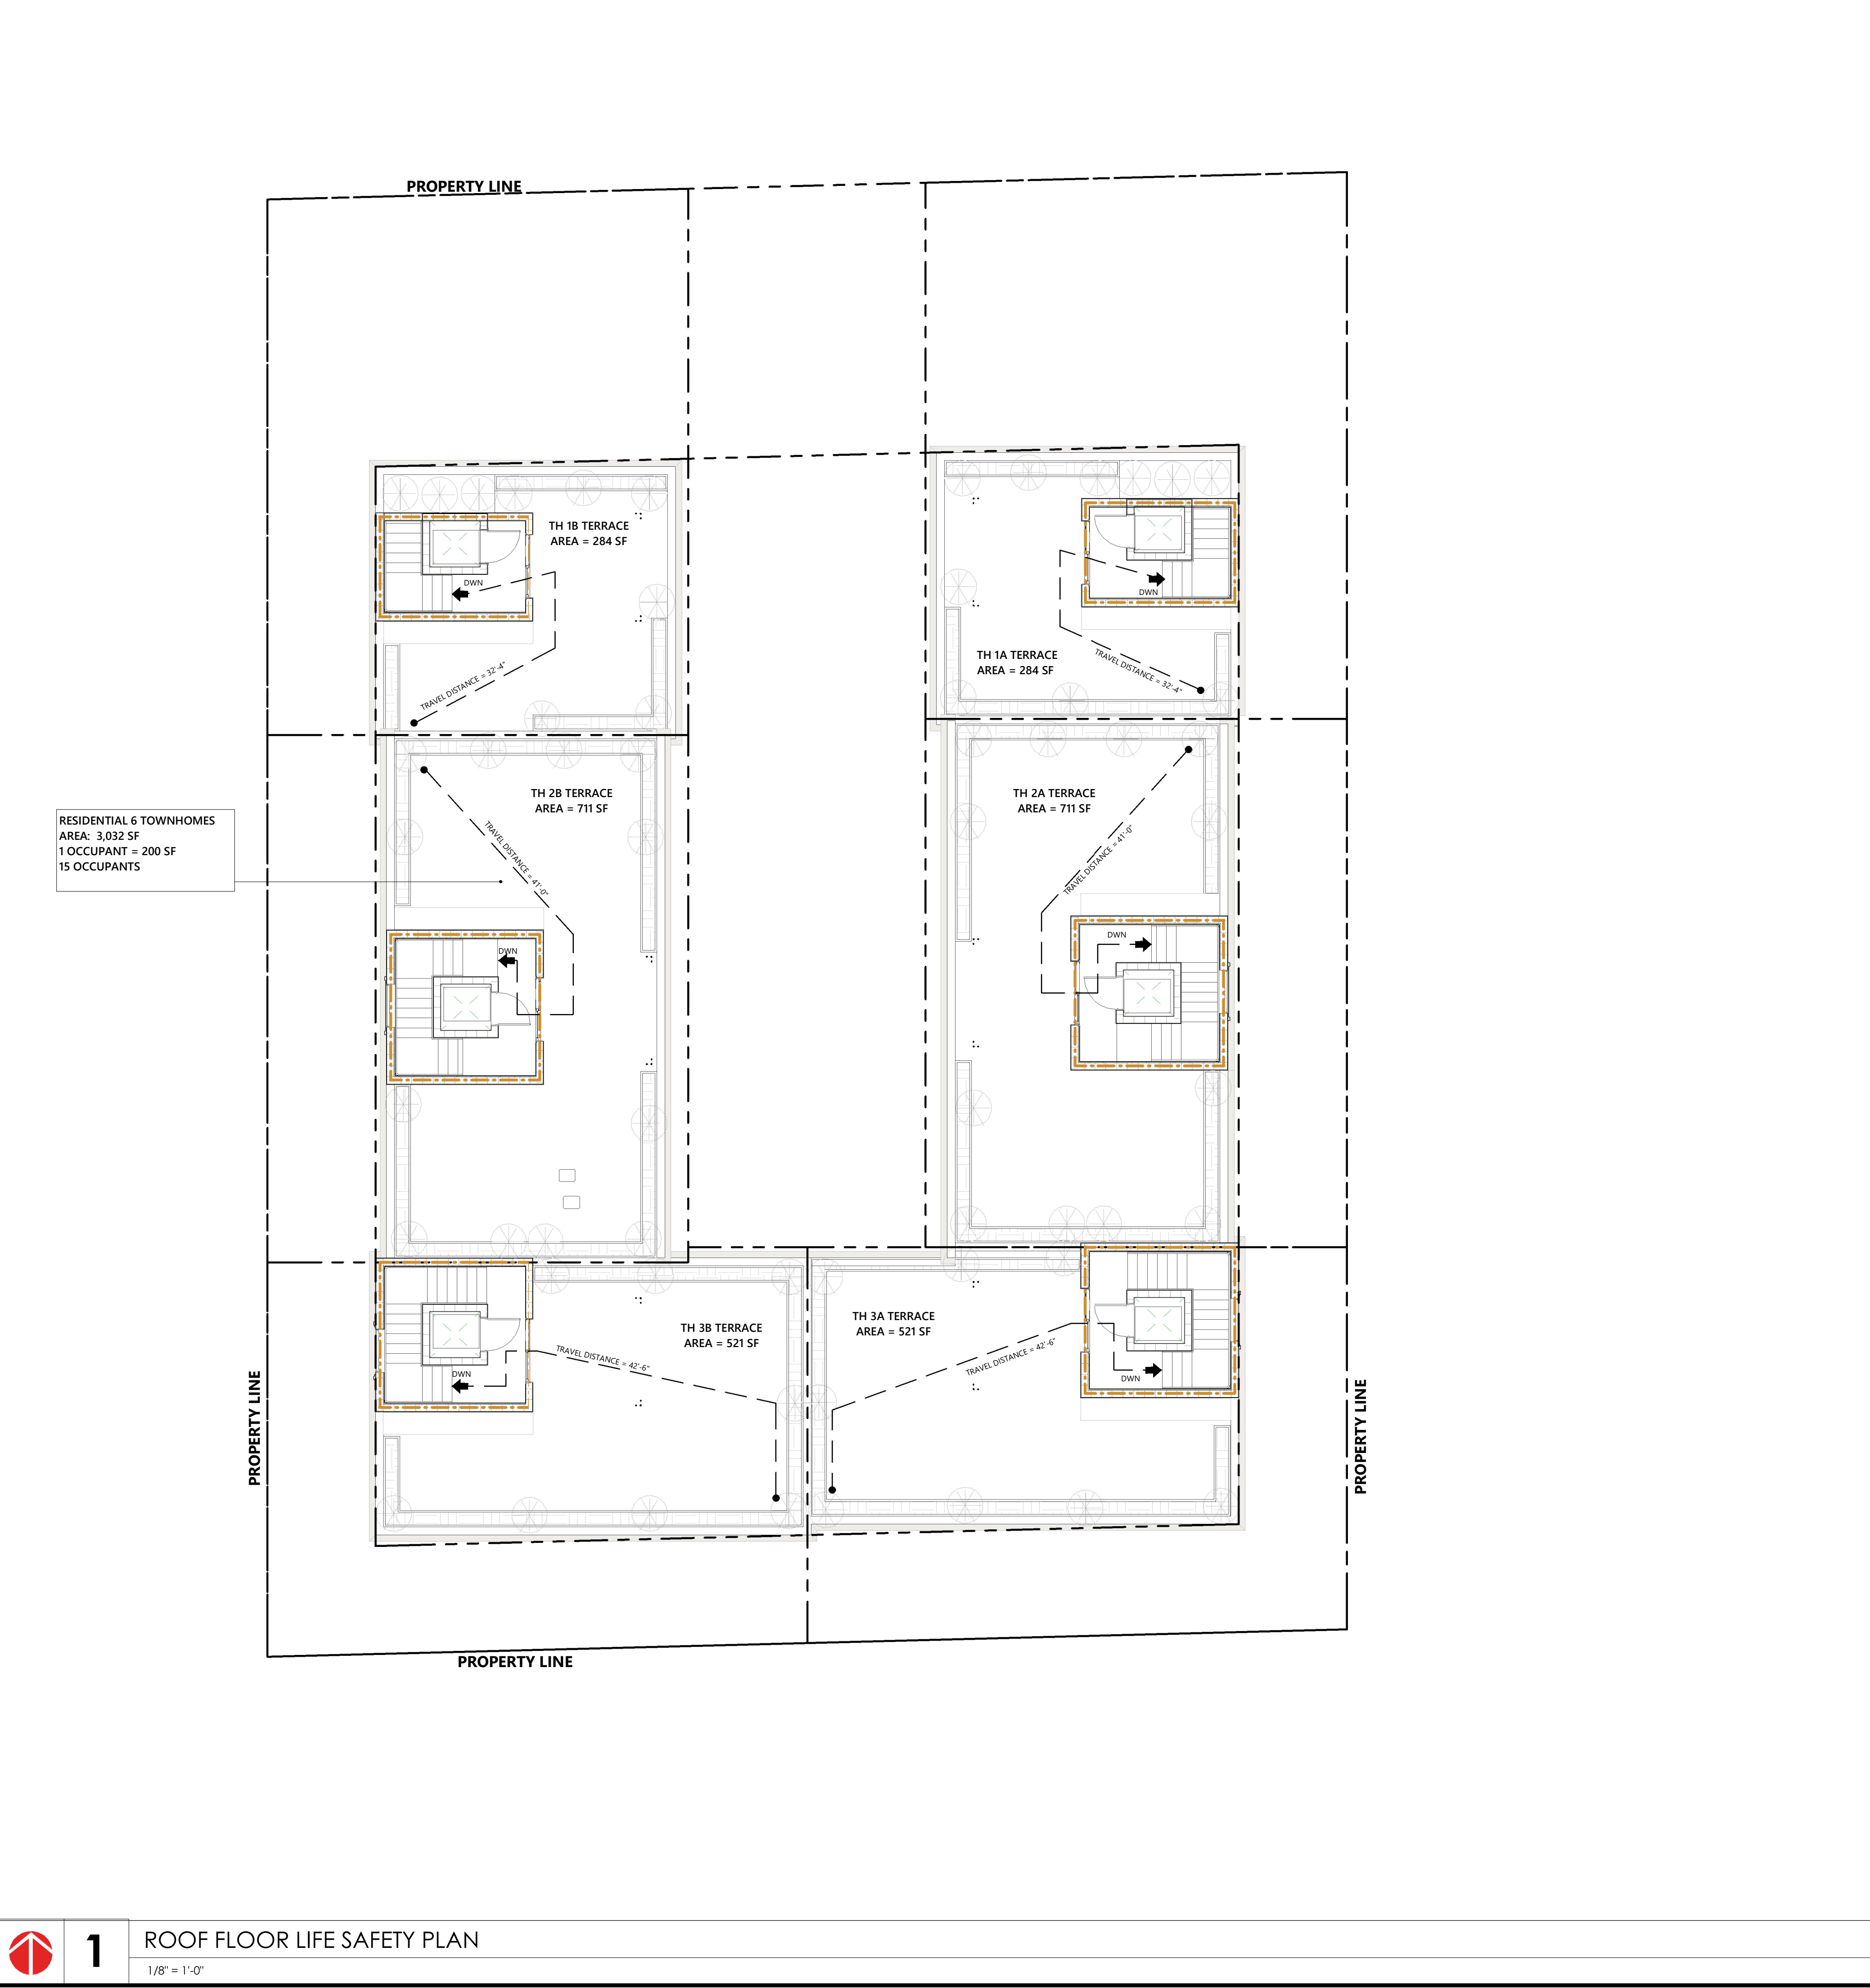 PROPERTY LINE
TH 1B TERRACE
AREA = 284 SF
DWN
TRAVEL DISTANCE = 32'-4"
DWN
TH 1A TERRACE
AREA = 284 SF
TRAVEL DISTANCE = 32'-4"
TH 2B TERRACE
AREA = 711 SF
TRAVEL DISTANCE = 41'-0"
DWN
TH 2A TERRACE
AREA = 711 SF
TRAVEL DISTANCE = 41'-0"
DWN
RESIDENTIAL 6 TOWNHOMES
AREA: 3,032 SF
1 OCCUPANT = 200 SF
15 OCCUPANTS
TH 3B TERRACE
AREA = 521 SF
TRAVEL DISTANCE = 42'-6"
DWN
TH 3A TERRACE
AREA = 521 SF
TRAVEL DISTANCE = 42'-6"
DWN
PROPERTY LINE
PROPERTY LINE
PROPERTY LINE
1
ROOF FLOOR LIFE SAFETY PLAN
1/8" = 1'-0"